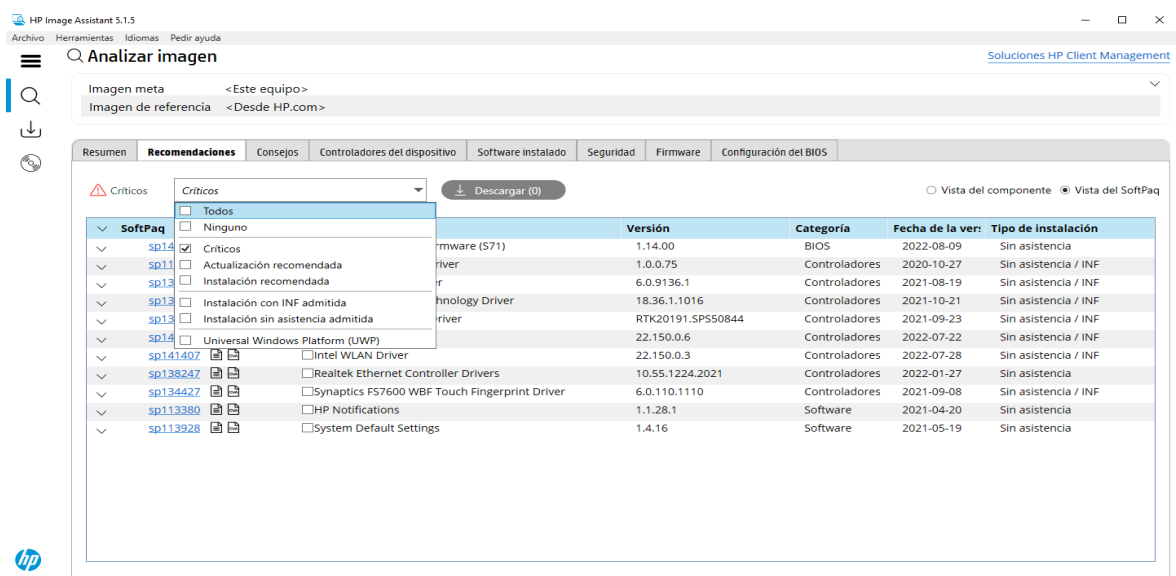 HP Image Assistant 5.1.5
Archivo Herramientas Idiomas Pedir ayuda
Analizar imagen
Soluciones HP Client Management
Imagen meta <Este equipo>
Imagen de referencia <Desde HP.com>
Resumen Recomendaciones Consejos Controladores del dispositivo Software instalado Seguridad Firmware Configuración del BIOS
Críticos Críticos Descargar (0) Vista del componente Vista del SoftPaq
Todos
Ninguno
Críticos
Actualización recomendada
Instalación recomendada
Instalación con INF admitida
Instalación sin asistencia admitida
Universal Windows Platform (UWP)
SoftPaq Versión Categoría Fecha de la ver: Tipo de instalación
sp14 rmware (S71) 1.14.00 BIOS 2022-08-09 Sin asistencia
sp11 river 1.0.0.75 Controladores 2020-10-27 Sin asistencia / INF
sp13 r 6.0.9136.1 Controladores 2021-08-19 Sin asistencia / INF
sp13 hnology Driver 18.36.1.1016 Controladores 2021-10-21 Sin asistencia / INF
sp13 river RTK20191.SPS50844 Controladores 2021-09-23 Sin asistencia / INF
sp14 22.150.0.6 Controladores 2022-07-22 Sin asistencia / INF
sp141407 Intel WLAN Driver 22.150.0.3 Controladores 2022-07-28 Sin asistencia / INF
sp138247 Realtek Ethernet Controller Drivers 10.55.1224.2021 Controladores 2022-01-27 Sin asistencia
sp134427 Synaptics FS7600 WBF Touch Fingerprint Driver 6.0.110.1110 Controladores 2021-09-08 Sin asistencia / INF
sp113380 HP Notifications 1.1.28.1 Software 2021-04-20 Sin asistencia
sp113928 System Default Settings 1.4.16 Software 2021-05-19 Sin asistencia
hp